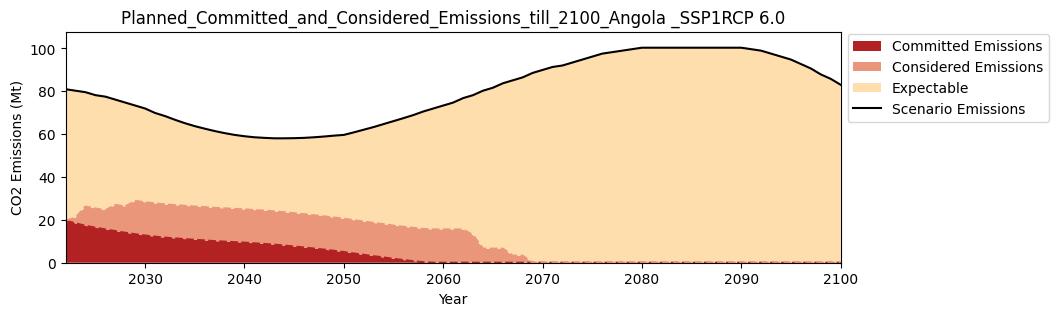 Planned_Committed_and_Considered_Emissions_till_2100_Angola _SSP1RCP 6.0
CO2 Emissions (Mt)
100
80
60
40
20
0
2030
2040
2050
2060
2070
2080
2090
2100
Year
Committed Emissions
Considered Emissions
Expectable
Scenario Emissions